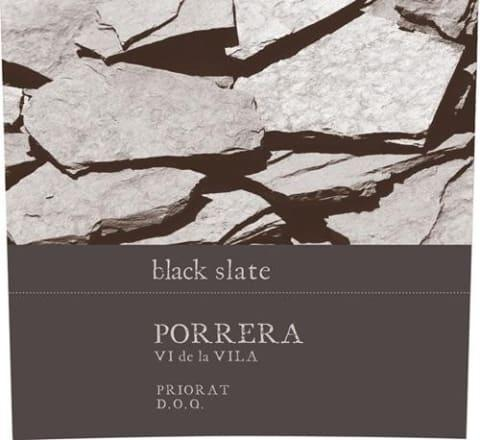 black slate
PORRERA
VI de la VILA
PRIORAT
D.O.Q.